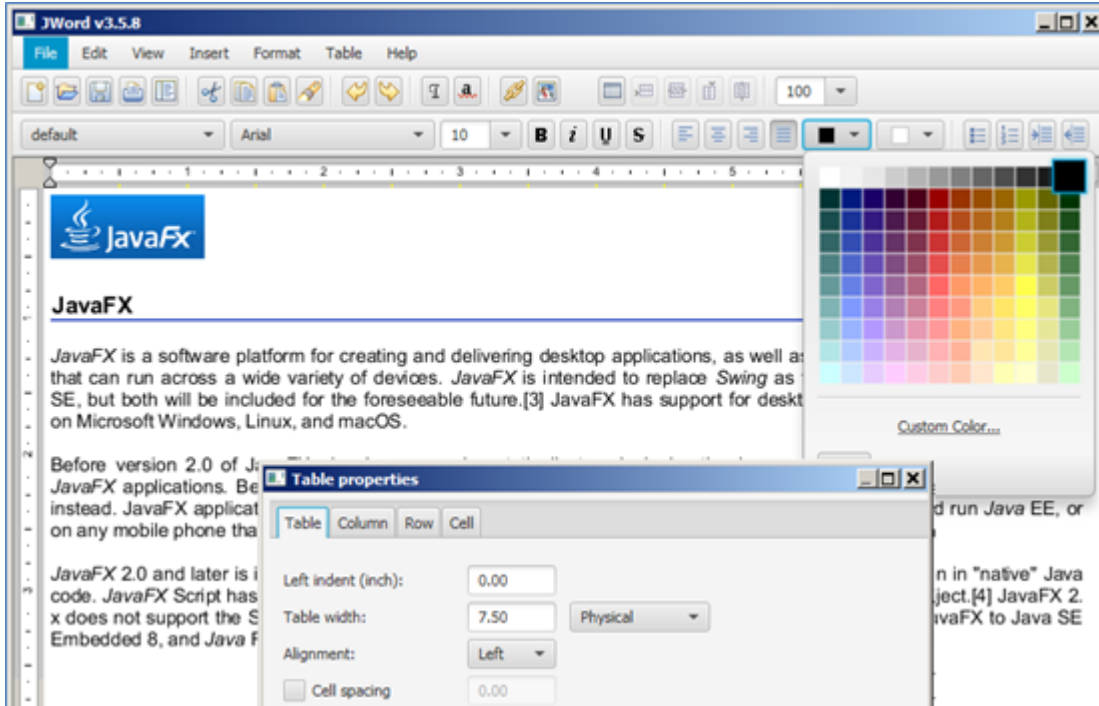 JWord v3.5.8
File Edit View Insert Format Table Help
100
default Arial 10 B i U S
1 2 3 4 5
JavaFX
JavaFX
JavaFX is a software platform for creating and delivering desktop applications, as well as
that can run across a wide variety of devices. JavaFX is intended to replace Swing as
SE, but both will be included for the foreseeable future.[3] JavaFX has support for deskt
on Microsoft Windows, Linux, and macOS.
Custom Color...
Before version 2.0 of
JavaFX applications. Be
instead. JavaFX applicat d run Java EE, or
on any mobile phone tha
Table properties
Table Column Row Cell
JavaFX 2.0 and later is i n in "native" Java
code. JavaFX Script has ject.[4] JavaFX 2.
x does not support the S avaFX to Java SE
Embedded 8, and Java F
Left indent (inch): 0.00
Table width: 7.50 Physical
Alignment: Left
Cell spacing 0.00